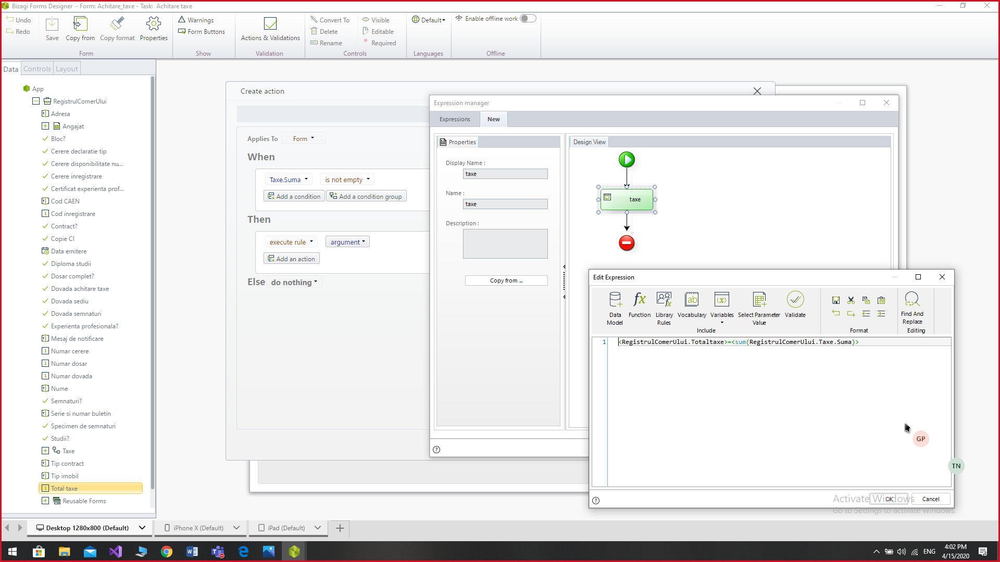 Bizagi Forms Designer - Form: Achitare_taxe - Task: Achitare taxe
Undo
Redo
Save
Copy from
Copy format
Properties
Form
Warnings
Form Buttons
Show
Actions & Validations
Validation
Convert To
Delete
Rename
Visible
Editable
Required
Controls
Default
Languages
Enable offline work
Offline
Data
Controls
Layout
App
RegistrulComerUlui
Adresa
Angajat
Bloc?
Cerere declaratie tip
Cerere disponibilitate nu...
Cerere inregistrare
Certificat experienta prof...
Cod CAEN
Cod inregistrare
Contract?
Copie CI
Data emitere
Diploma studii
Dosar complet?
Dovada achitare taxe
Dovada sediu
Dovada semnaturi
Experienta profesionala?
Mesaj de notificare
Numar cerere
Numar dosar
Numar dovada
Nume
Semnaturi?
Serie si numar buletin
Specimen de semnaturi
Studii?
Taxe
Tip contract
Tip imobil
Total taxe
Reusable Forms
Create action
Applies To
Form
When
Taxe.Suma
is not empty
Add a condition
Add a condition group
Then
execute rule
argument
Add an action
Else
do nothing
Expression manager
Expressions
New
Properties
Display Name :
taxe
Name :
taxe
Description :
Copy from ...
Design View
taxe
Edit Expression
Data Model
Function
Library Rules
Vocabulary
Variables
Select Parameter Value
Validate
Include
Format
Find And Replace
Editing
1 <RegistrulComerUlui.Totaltaxe>=<sum(RegistrulComerUlui.Taxe.Suma)>
GP
TN
OK
Cancel
Activate Windows
Go to Settings to activate Windows.
Desktop 1280x800 (Default)
iPhone X (Default)
iPad (Default)
ENG
4:02 PM
4/15/2020